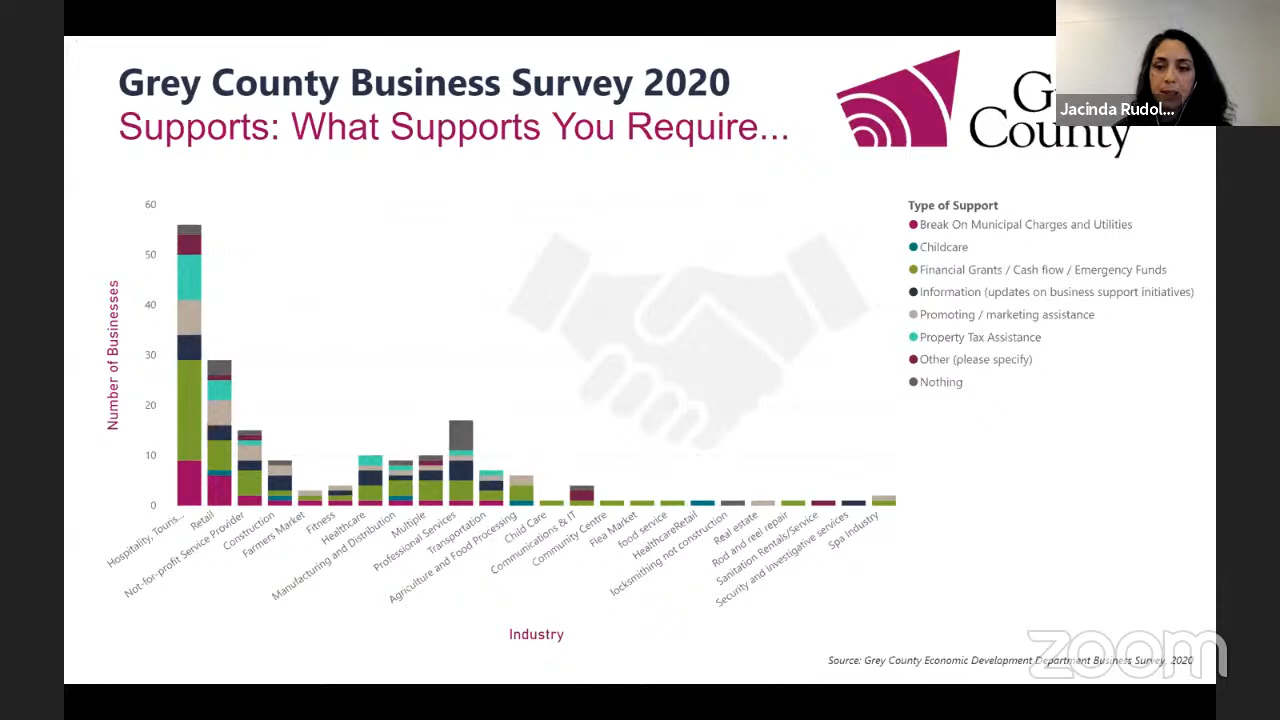 Grey County Business Survey 2020
Supports: What Supports You Require...
County
Jacinda Rudol...
60
50
40
30
20
10
0
Number of Businesses
Type of Support
Break On Municipal Charges and Utilities
Childcare
Financial Grants / Cash flow / Emergency Funds
Information (updates on business support initiatives)
Promoting / marketing assistance
Property Tax Assistance
Other (please specify)
Nothing
Hospitality, Touris...
Retail
Not-for-profit Service Provider
Construction
Farmers Market
Fitness
Healthcare
Manufacturing and Distribution
Multiple
Professional Services
Transportation
Agriculture and Food Processing
Child Care
Communications & IT
Community Centre
Flea Market
food service
HealthcareRetail
locksmithing not construction
Real estate
Rod and reel repair
Sanitation Rentals/Service
Security and investigative services
Spa Industry
Industry
Source: Grey County Economic Development Department Business Survey, 2020
zoom